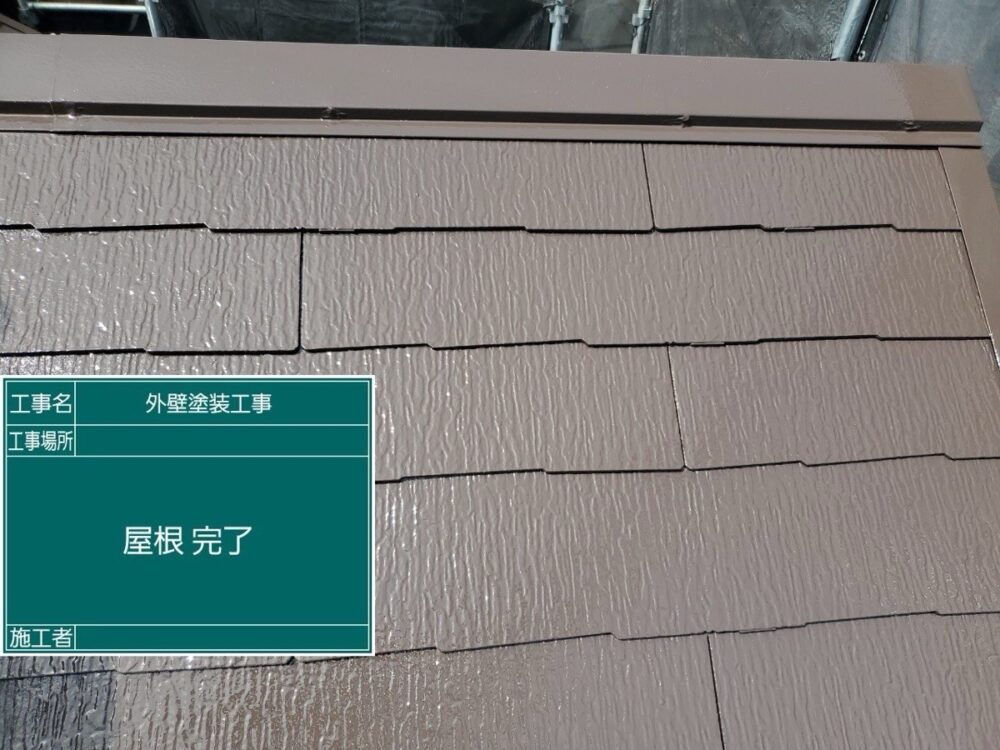 工事名 外壁塗装工事
工事場所
屋根 完了
施工者